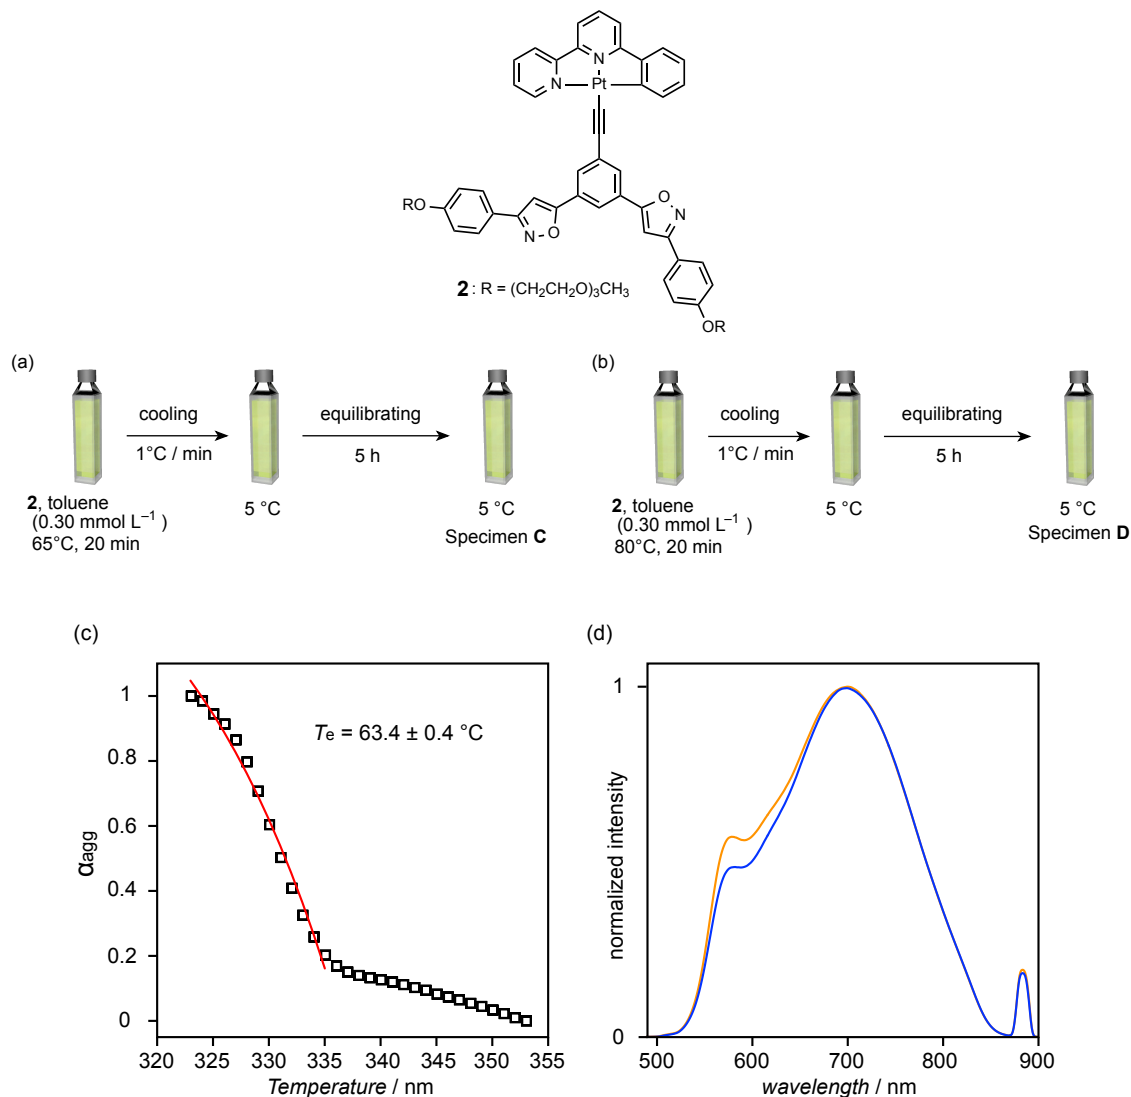 N
N
Pt
O
N
RO
N
O
2 : R = (CH2CH2O)3CH3
OR
(a)
cooling
1°C / min
equilibrating
5 h
2, toluene
(0.30 mmol L–1 )
65°C, 20 min
5 °C
5 °C
Specimen C
(b)
cooling
1°C / min
equilibrating
5 h
2, toluene
(0.30 mmol L–1 )
80°C, 20 min
5 °C
5 °C
Specimen D
(c)
Te = 63.4 ± 0.4 °C
αagg
1
0.8
0.6
0.4
0.2
0
320 325 330 335 340 345 350 355
Temperature / nm
(d)
normalized intensity
1
0
500 600 700 800 900
wavelength / nm